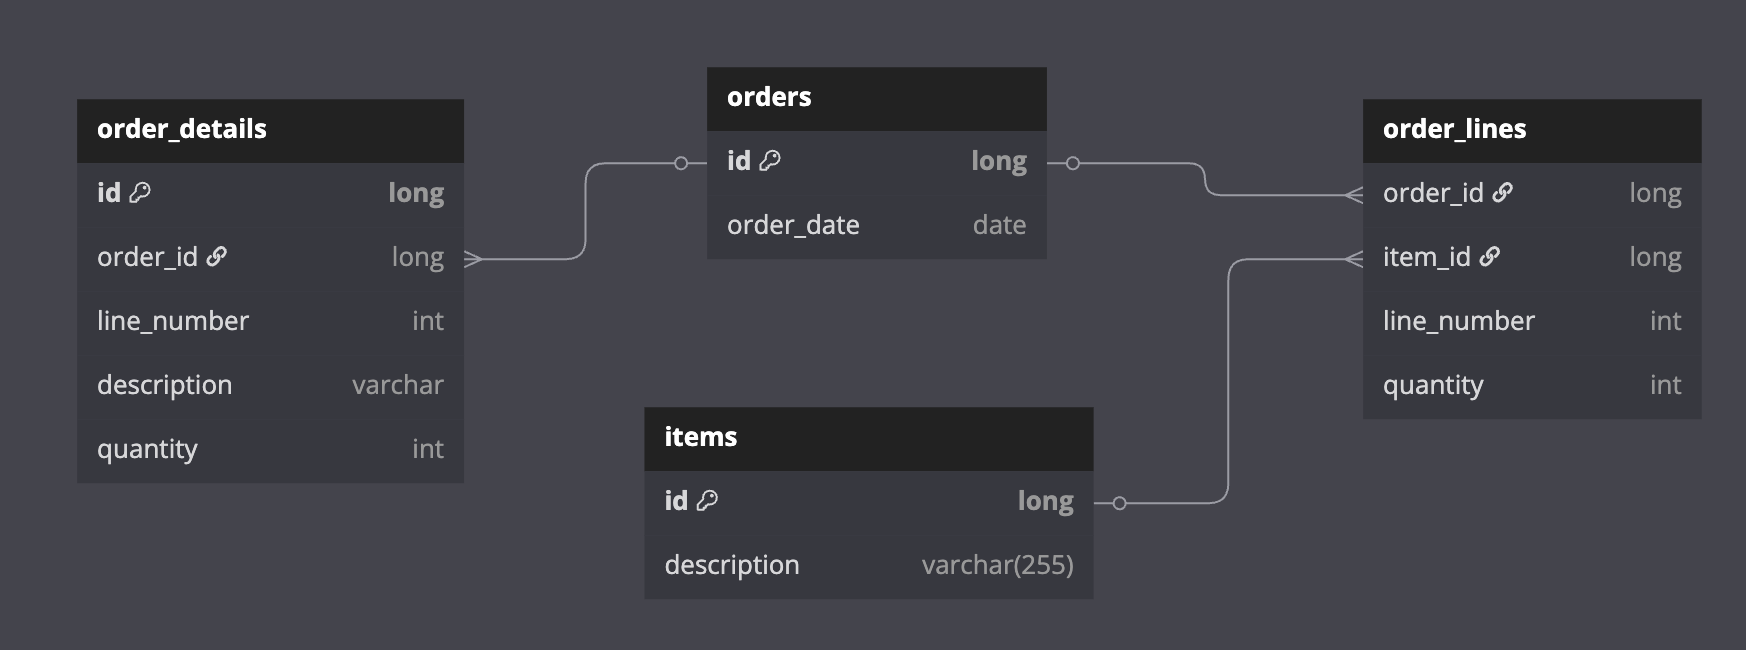 order_details
id long
order_id long
line_number int
description varchar
quantity int
orders
id long
order_date date
items
id long
description varchar(255)
order_lines
order_id long
item_id long
line_number int
quantity int